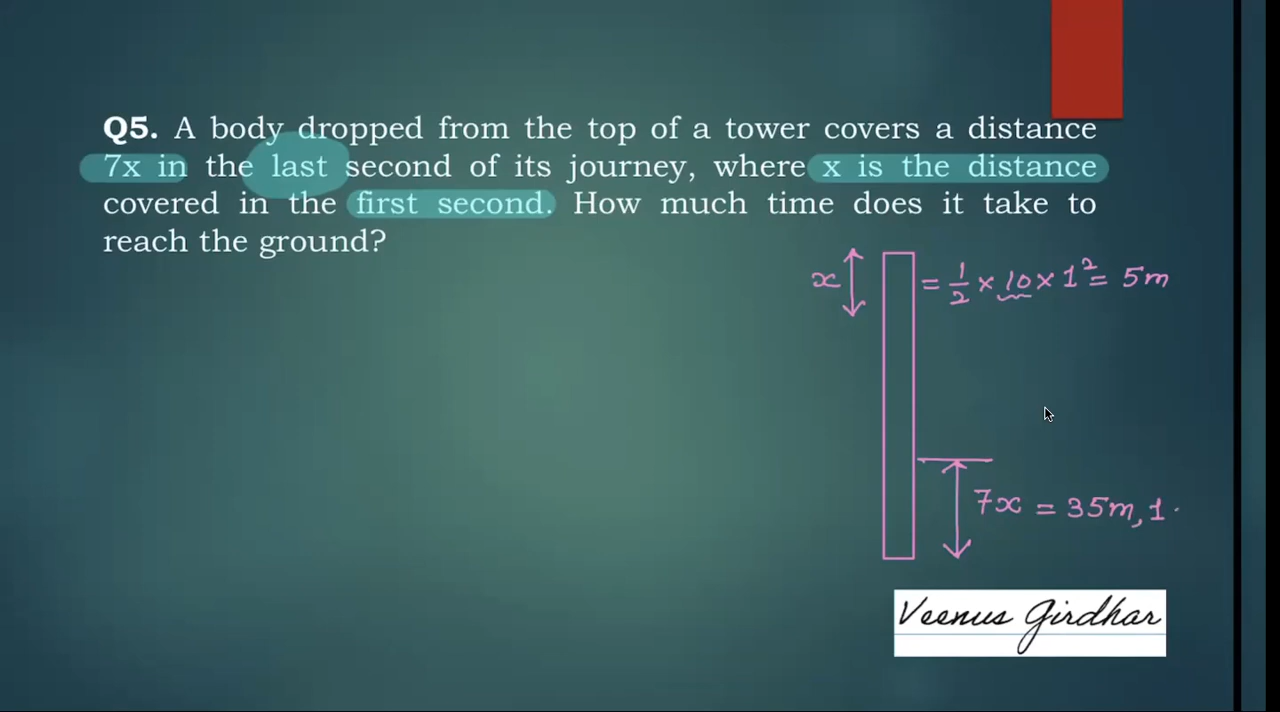 Q5. A body dropped from the top of a tower covers a distance
7x in the last second of its journey, where x is the distance
covered in the first second. How much time does it take to
reach the ground?
x = 1/2 × 10 × 1² = 5m
7x = 35m, 1
Veenus Girdhar